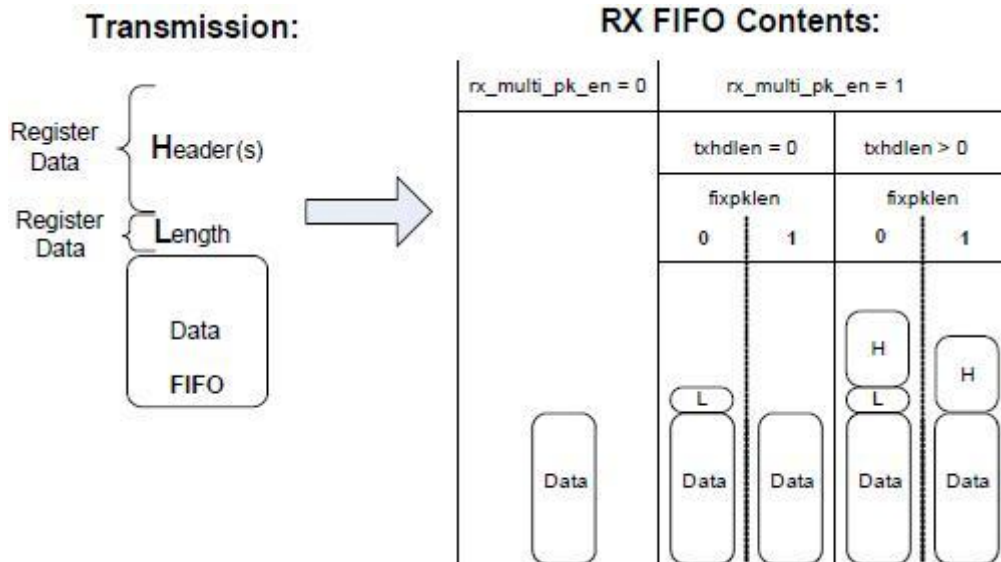 Transmission:
RX FIFO Contents:
Register
Data
Header(s)
Register
Data
Length
Data
FIFO
rx_multi_pk_en = 0
rx_multi_pk_en = 1
txhdlen = 0
txhdlen > 0
fixpklen
fixpklen
0
1
0
1
Data
L
Data
Data
H
L
Data
H
Data